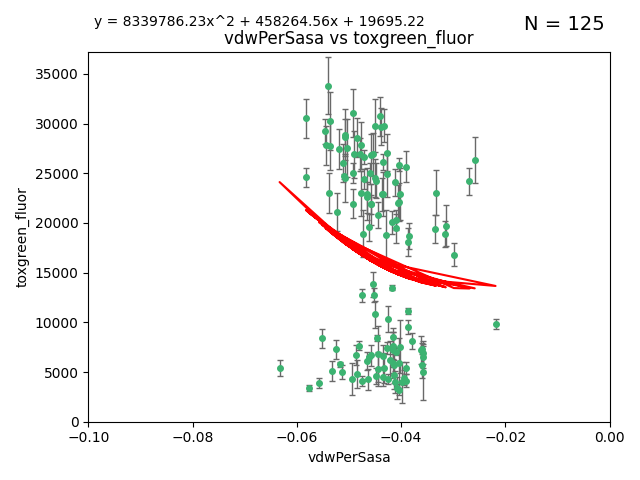 y = 8339786.23x^2 + 458264.56x + 19695.22
N = 125
vdwPerSasa vs toxgreen_fluor
35000
30000
25000
20000
15000
10000
5000
0
toxgreen_fluor
−0.10 −0.08 −0.06 −0.04 −0.02 0.00
vdwPerSasa